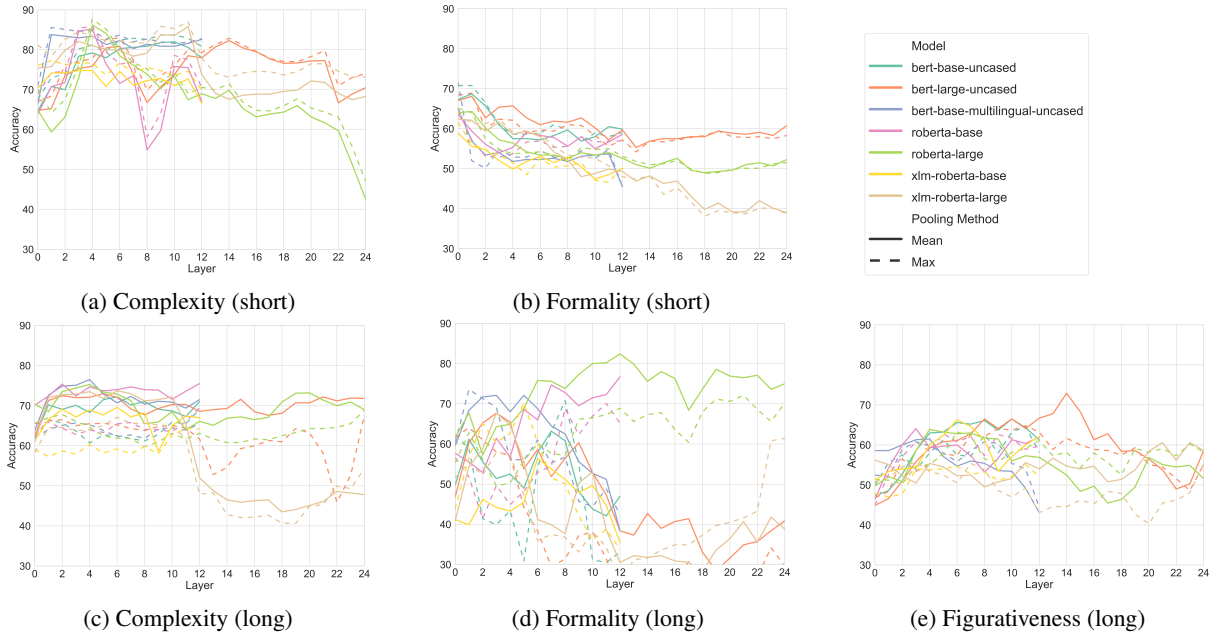 90
80
70
60
50
40
30
Accuracy
0 2 4 6 8 10 12 14 16 18 20 22 24
Layer
(a) Complexity (short)
90
80
70
60
50
40
30
Accuracy
0 2 4 6 8 10 12 14 16 18 20 22 24
Layer
(b) Formality (short)
Model
bert-base-uncased
bert-large-uncased
bert-base-multilingual-uncased
roberta-base
roberta-large
xlm-roberta-base
xlm-roberta-large
Pooling Method
Mean
Max
90
80
70
60
50
40
30
Accuracy
0 2 4 6 8 10 12 14 16 18 20 22 24
Layer
(c) Complexity (long)
90
80
70
60
50
40
30
Accuracy
0 2 4 6 8 10 12 14 16 18 20 22 24
Layer
(d) Formality (long)
90
80
70
60
50
40
30
Accuracy
0 2 4 6 8 10 12 14 16 18 20 22 24
Layer
(e) Figurativeness (long)